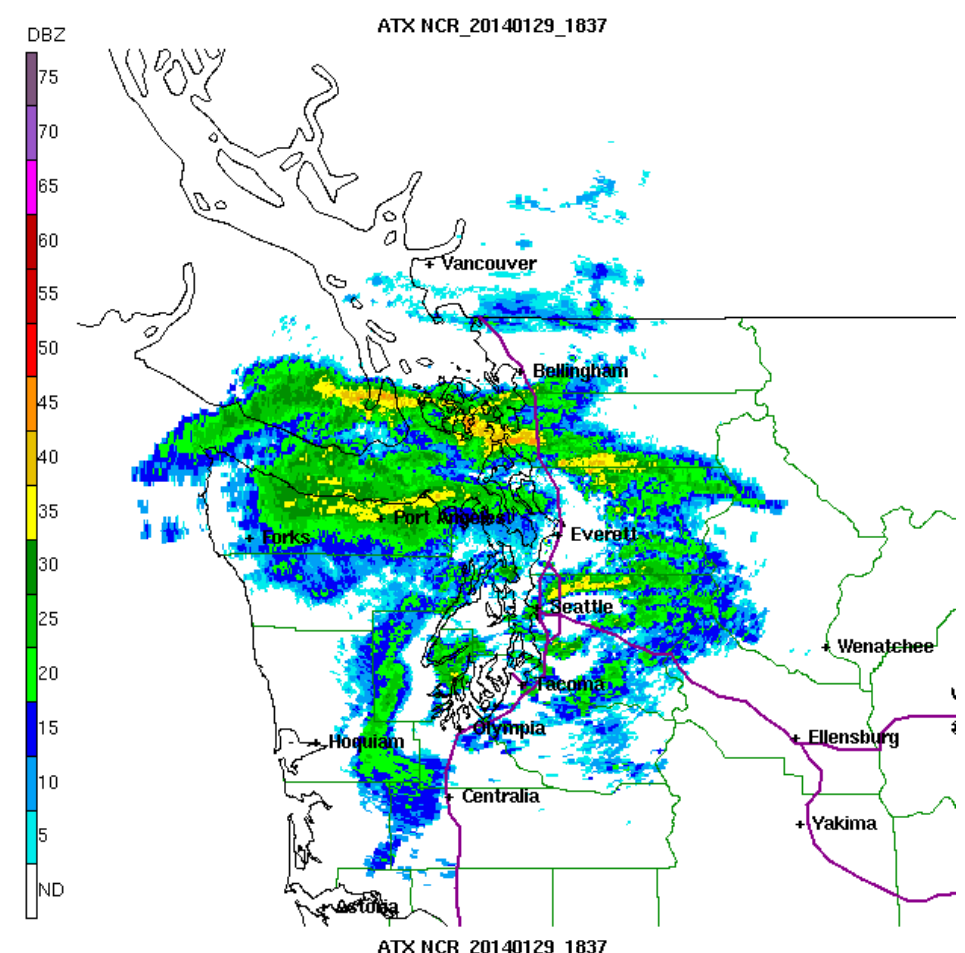 ATX NCR_20140129_1837
DBZ
75
70
65
60
55
50
45
40
35
30
25
20
15
10
5
ND
Vancouver
Bellingham
Port Angeles
Forks
Everett
Seattle
Wenatchee
Tacoma
Olympia
Hoquiam
Ellensburg
Centralia
Yakima
Astoria
ATX NCR_20140129_1837